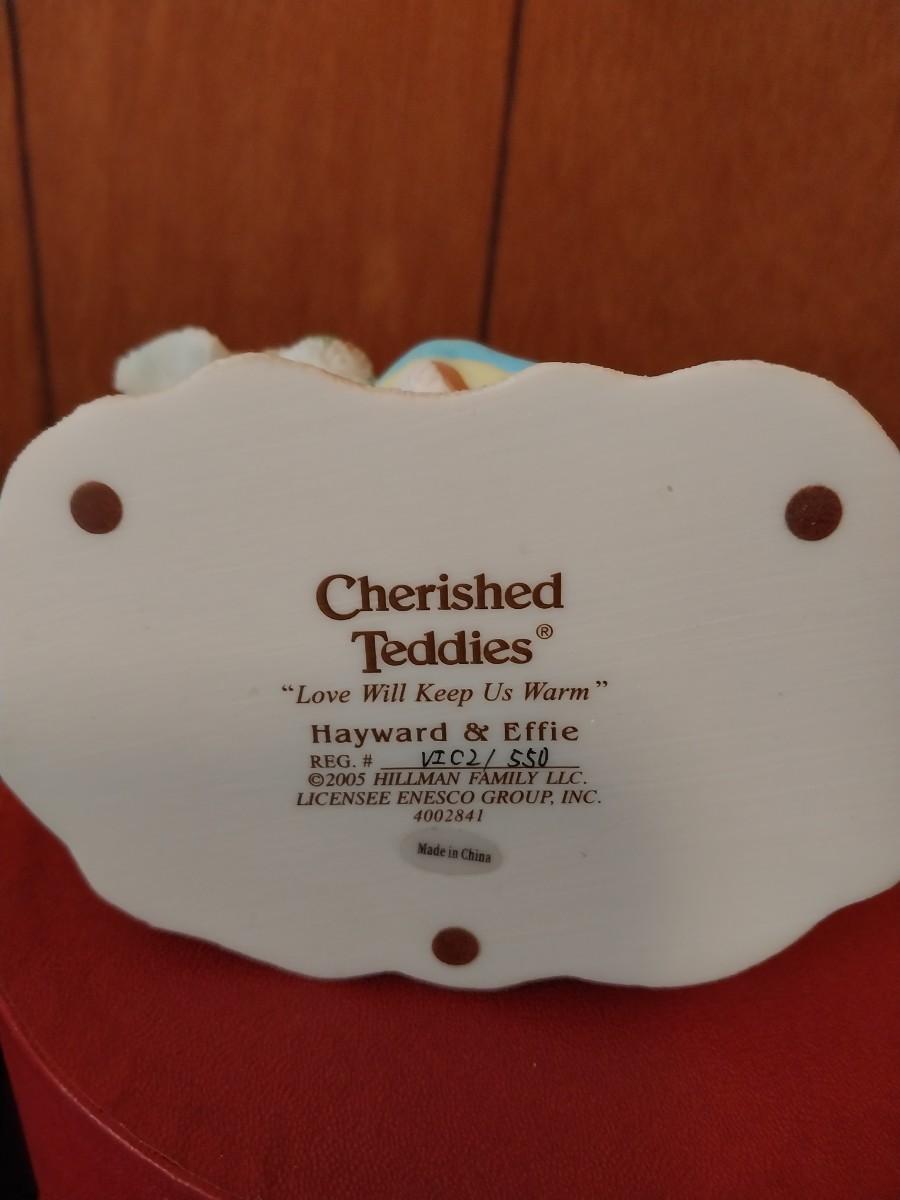 Cherished
Teddies®
“Love Will Keep Us Warm”
Hayward & Effie
REG. # VIC2/ 550
©2005 HILLMAN FAMILY LLC.
LICENSEE ENESCO GROUP, INC.
4002841
Made in China